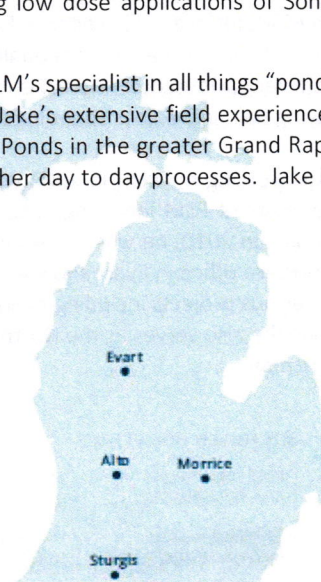 g low dose applications of Son
LM's specialist in all things "pond
Jake's extensive field experience
Ponds in the greater Grand Rap
her day to day processes.  Jake
Evart
Alto
Morrice
Sturgis